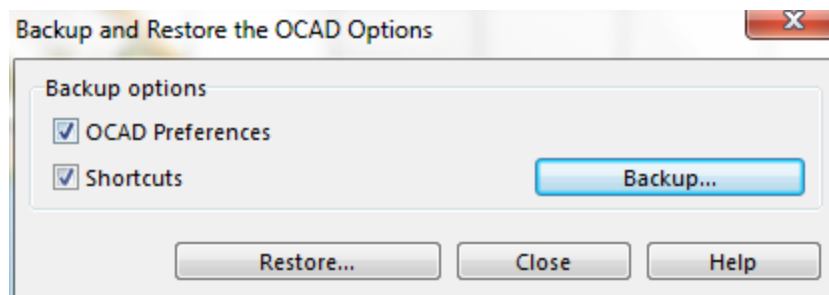 Backup and Restore the OCAD Options
Backup options
OCAD Preferences
Shortcuts
Backup...
Restore...
Close
Help